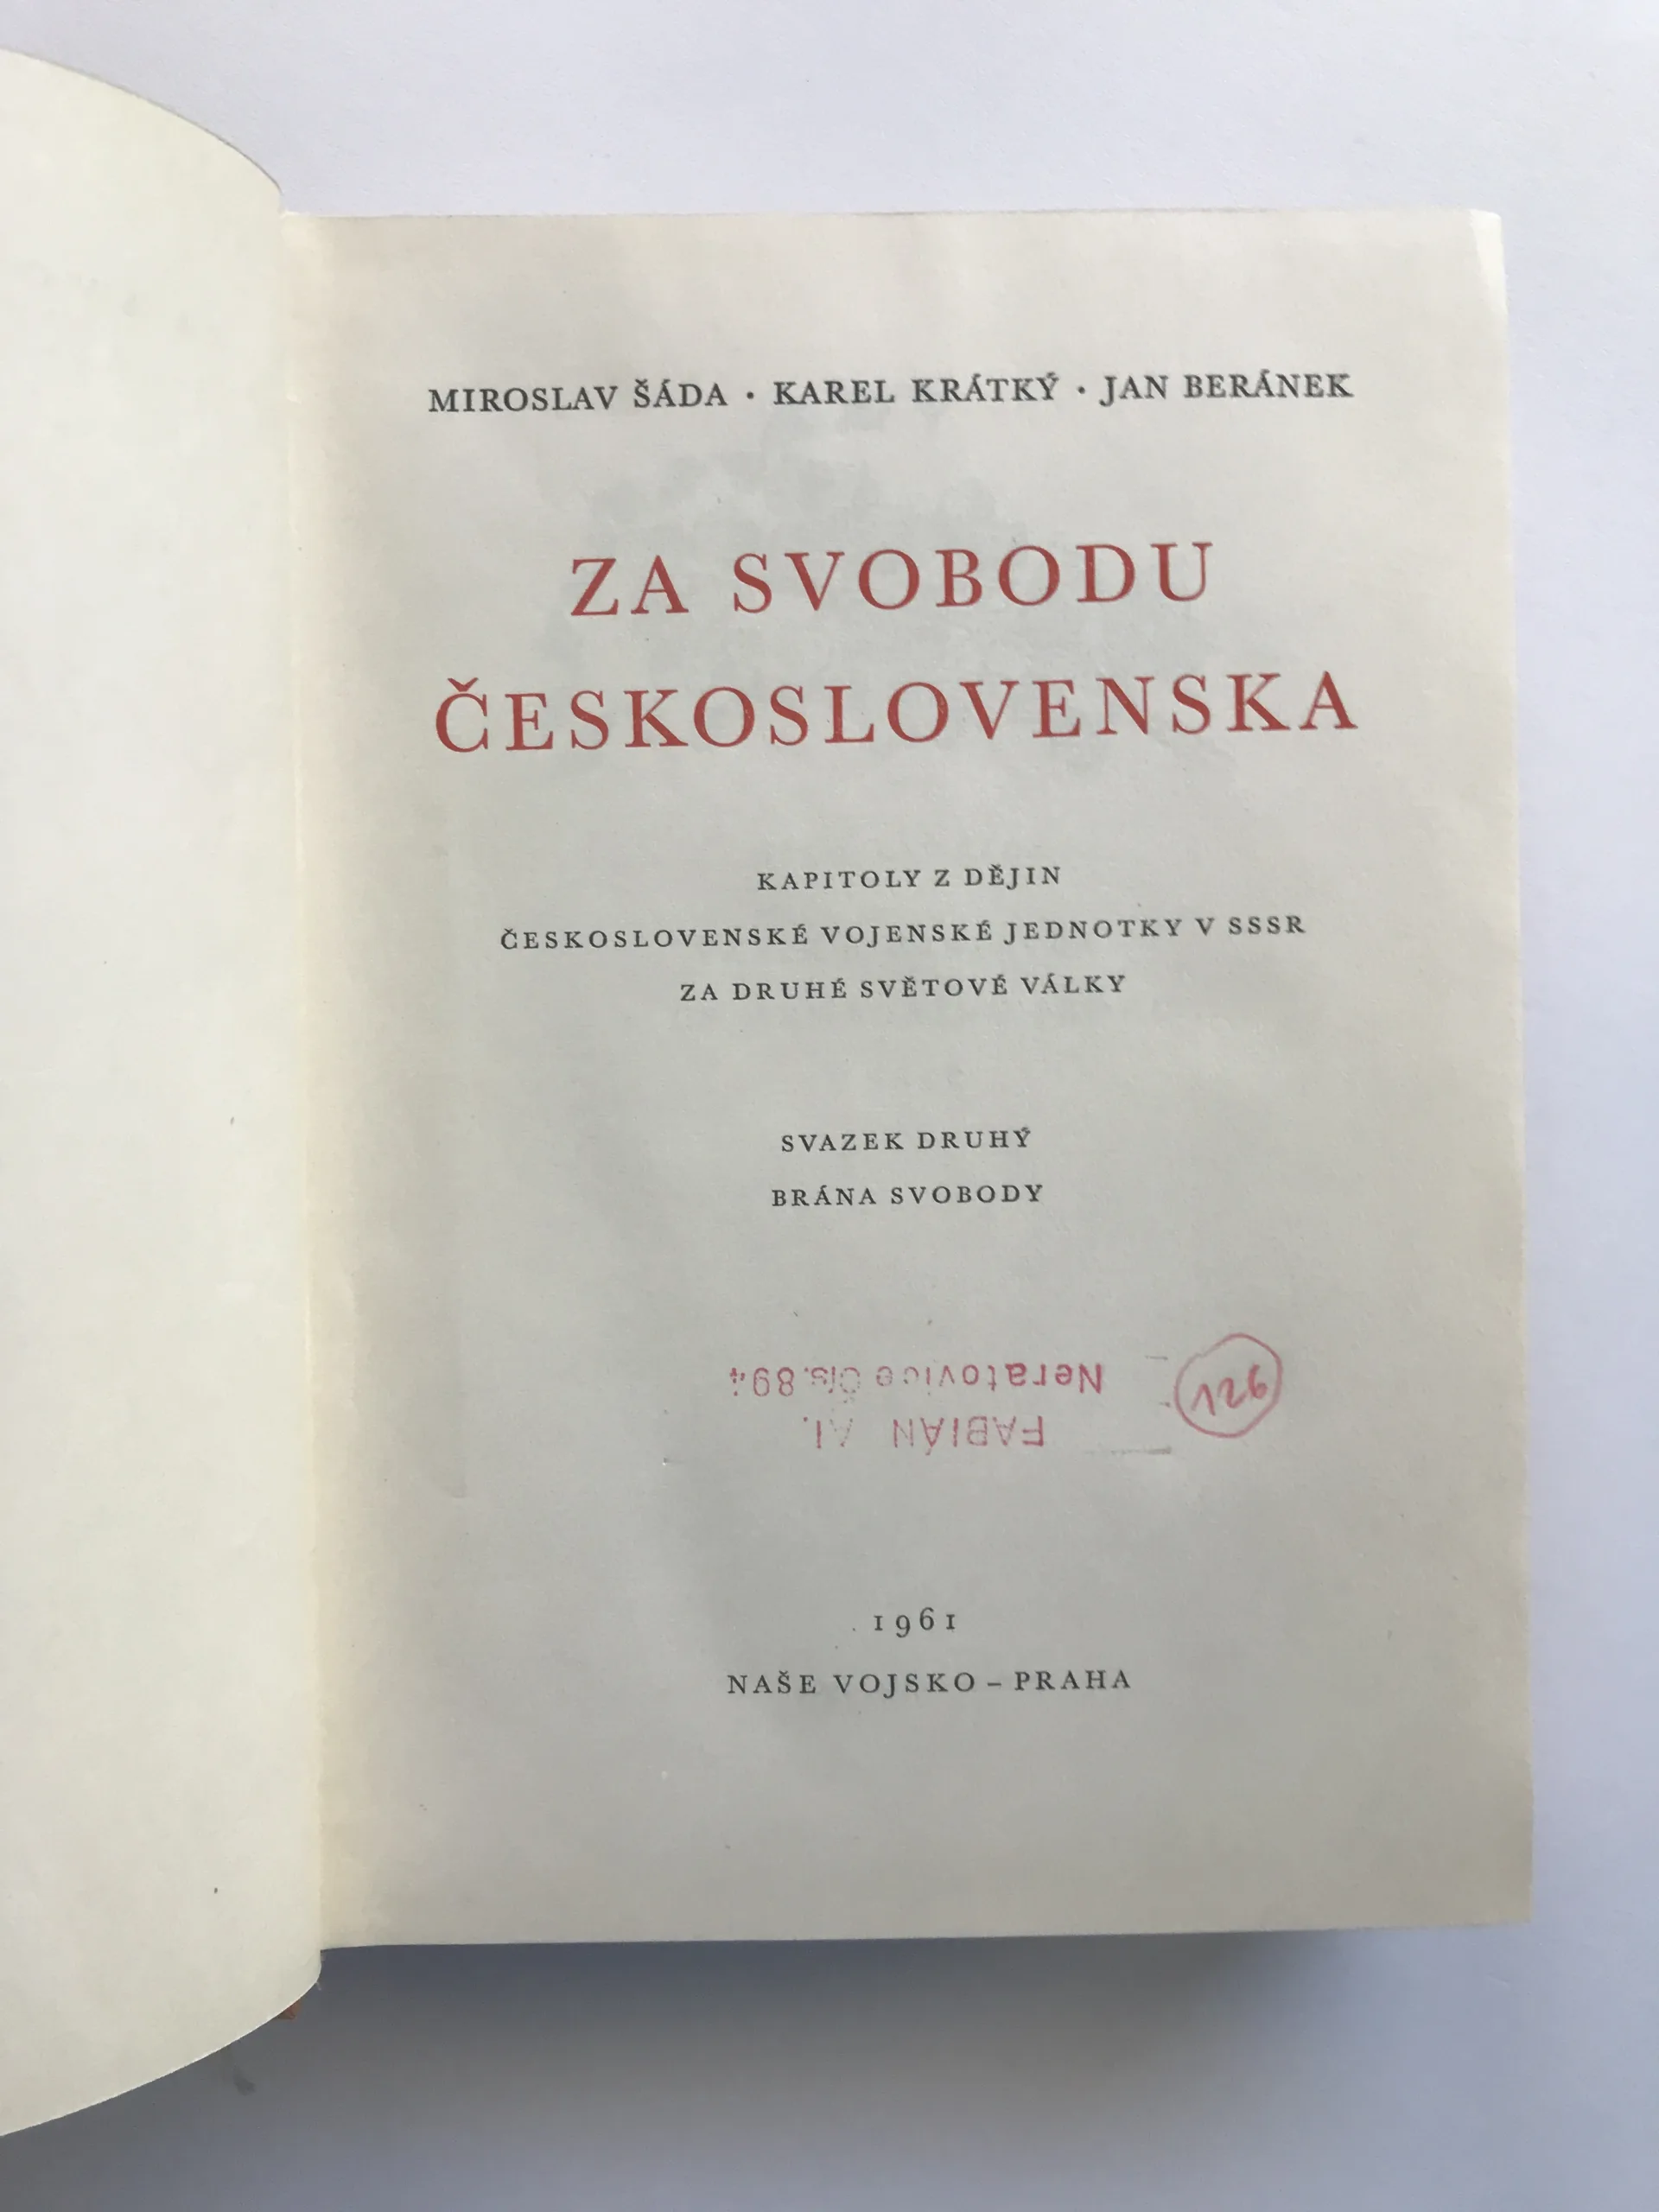 MIROSLAV ŠÁDA · KAREL KRÁTKÝ · JAN BERÁNEK
ZA SVOBODU
ČESKOSLOVENSKA
KAPITOLY Z DĚJIN
ČESKOSLOVENSKÉ VOJENSKÉ JEDNOTKY V SSSR
ZA DRUHÉ SVĚTOVÉ VÁLKY
SVAZEK DRUHÝ
BRÁNA SVOBODY
FABIÁN Al.
Neratovice čís.
126
1961
NAŠE VOJSKO – PRAHA